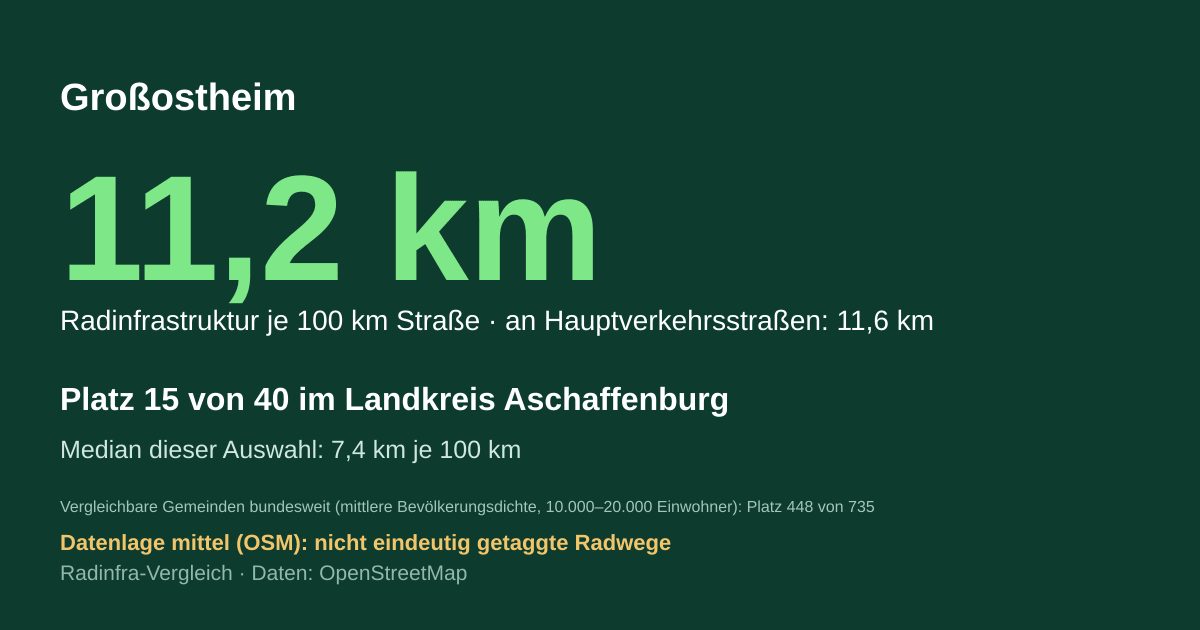 Großostheim
11,2 km
Radinfrastruktur je 100 km Straße · an Hauptverkehrsstraßen: 11,6 km
Platz 15 von 40 im Landkreis Aschaffenburg
Median dieser Auswahl: 7,4 km je 100 km
Vergleichbare Gemeinden bundesweit (mittlere Bevölkerungsdichte, 10.000–20.000 Einwohner): Platz 448 von 735
Datenlage mittel (OSM): nicht eindeutig getaggte Radwege
Radinfra-Vergleich · Daten: OpenStreetMap